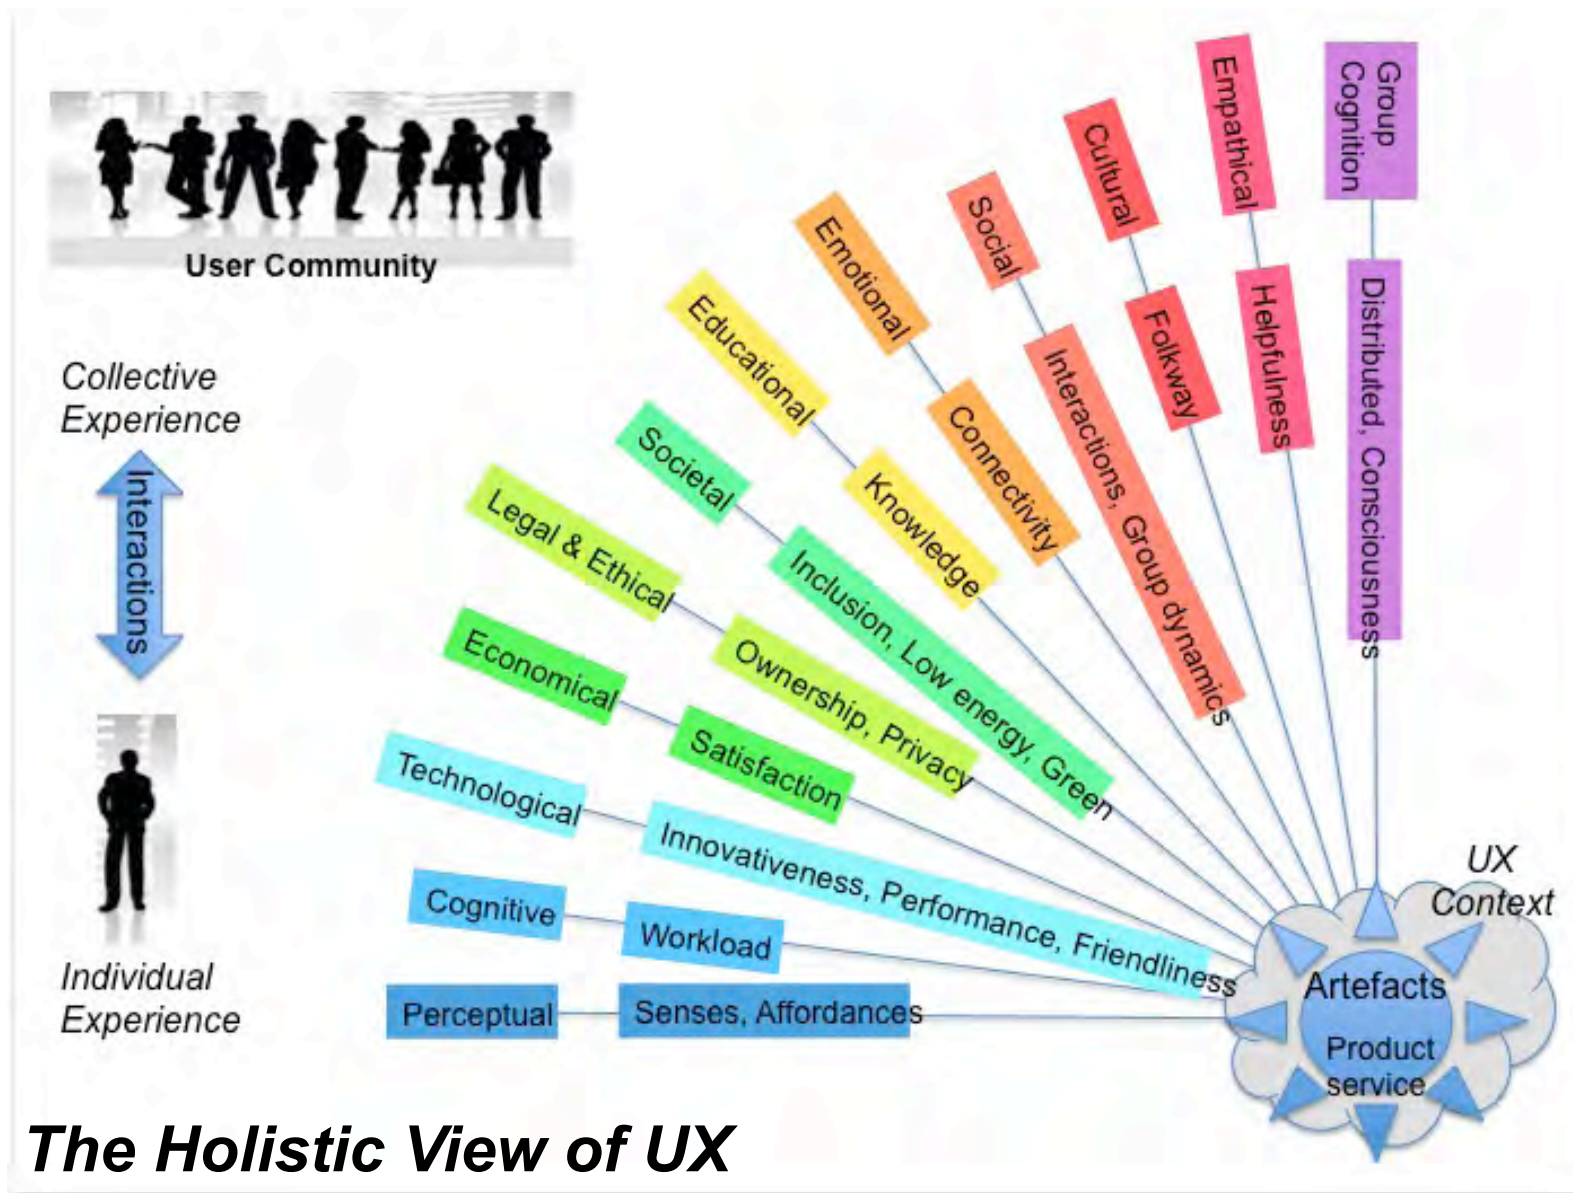 User Community
Collective
Experience
Interactions
Individual
Experience
Group
Cognition
Distributed, Consciousness
Empathical
Helpfulness
Cultural
Folkway
Social
Interactions, Group dynamics
Emotional
Connectivity
Educational
Knowledge
Societal
Inclusion, Low energy, Green
Legal & Ethical
Ownership, Privacy
Economical
Satisfaction
Technological
Innovativeness, Performance, Friendliness
Cognitive
Workload
Perceptual
Senses, Affordances
UX
Context
Artefacts
Product
service
The Holistic View of UX